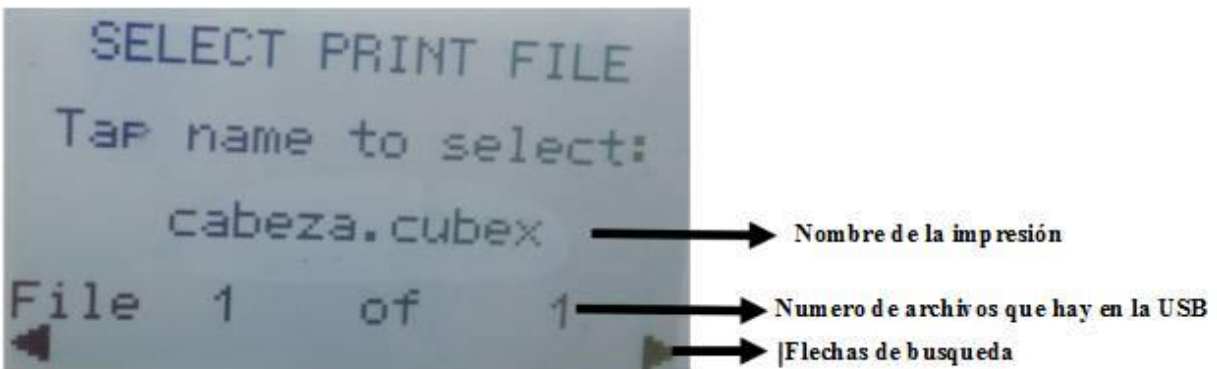 SELECT PRINT FILE
Tap name to select:
cabeza.cubex
Nombre de la impresión
File 1 of 1
Numero de archivos que hay en la USB
|Flechas de busqueda